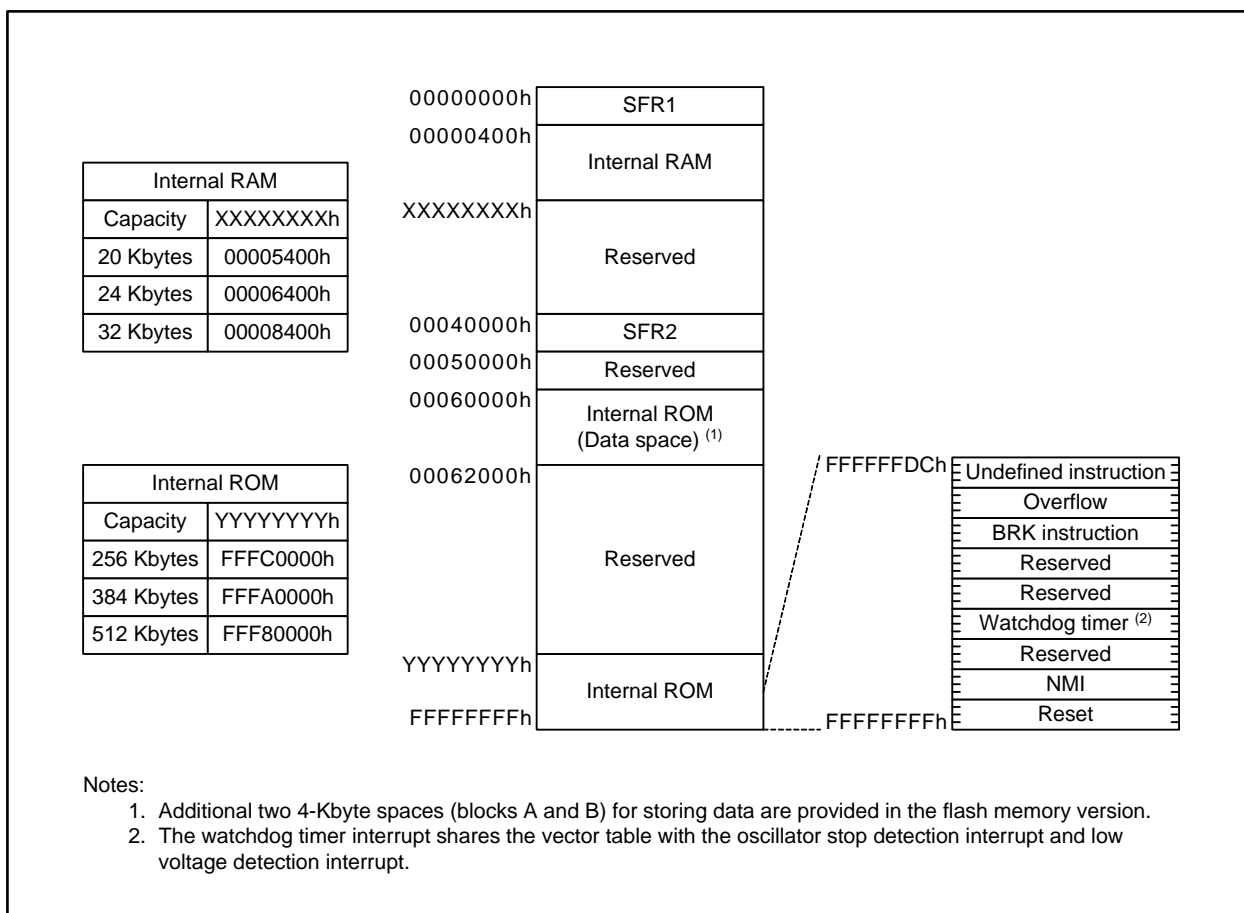 00000000h
SFR1
00000400h
Internal RAM
XXXXXXXXh
Reserved
00040000h
SFR2
00050000h
Reserved
00060000h
Internal ROM
(Data space) (1)
00062000h
Reserved
YYYYYYYYh
Internal ROM
FFFFFFFFh
Internal RAM
Capacity XXXXXXXXh
20 Kbytes 00005400h
24 Kbytes 00006400h
32 Kbytes 00008400h
Internal ROM
Capacity YYYYYYYYh
256 Kbytes FFFC0000h
384 Kbytes FFFA0000h
512 Kbytes FFF80000h
FFFFFFDCh Undefined instruction
Overflow
BRK instruction
Reserved
Reserved
Watchdog timer (2)
Reserved
NMI
FFFFFFFFh Reset
Notes:
1. Additional two 4-Kbyte spaces (blocks A and B) for storing data are provided in the flash memory version.
2. The watchdog timer interrupt shares the vector table with the oscillator stop detection interrupt and low
voltage detection interrupt.